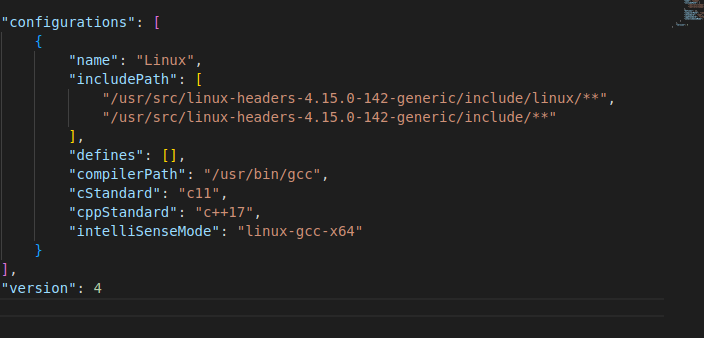 "configurations": [
{
"name": "Linux",
"includePath": [
"/usr/src/linux-headers-4.15.0-142-generic/include/linux/**",
"/usr/src/linux-headers-4.15.0-142-generic/include/**"
],
"defines": [],
"compilerPath": "/usr/bin/gcc",
"cStandard": "c11",
"cppStandard": "c++17",
"intelliSenseMode": "linux-gcc-x64"
}
],
"version": 4